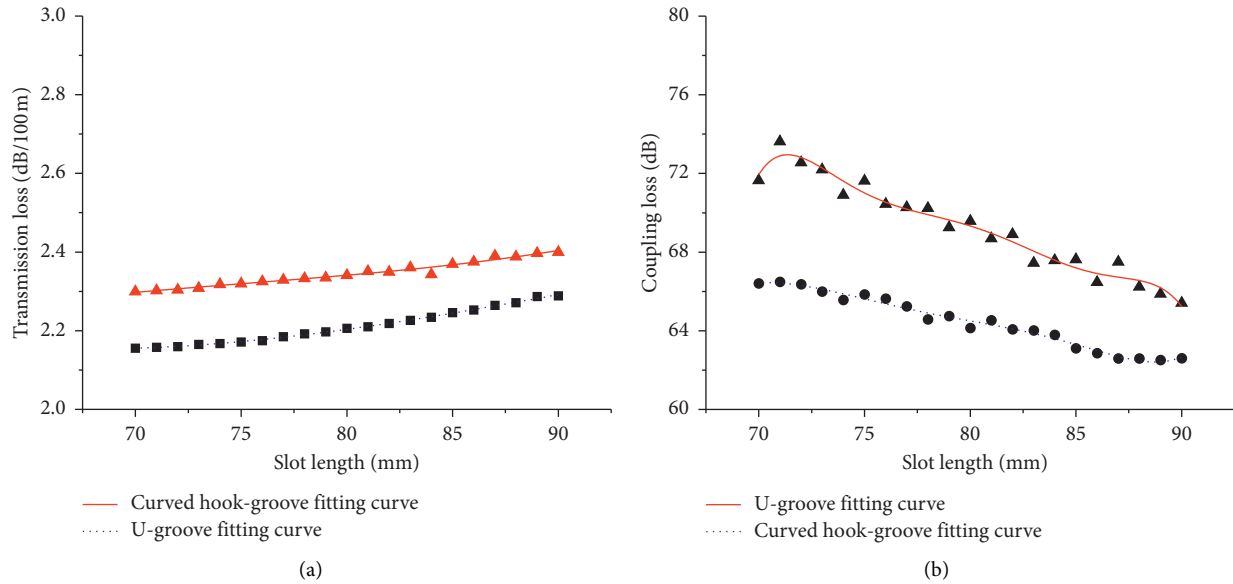 3.0
2.8
2.6
2.4
2.2
2.0
Transmission loss (dB/100m)
70 75 80 85 90
Slot length (mm)
Curved hook-groove fitting curve
U-groove fitting curve
(a)
80
76
72
68
64
60
Coupling loss (dB)
70 75 80 85 90
Slot length (mm)
U-groove fitting curve
Curved hook-groove fitting curve
(b)